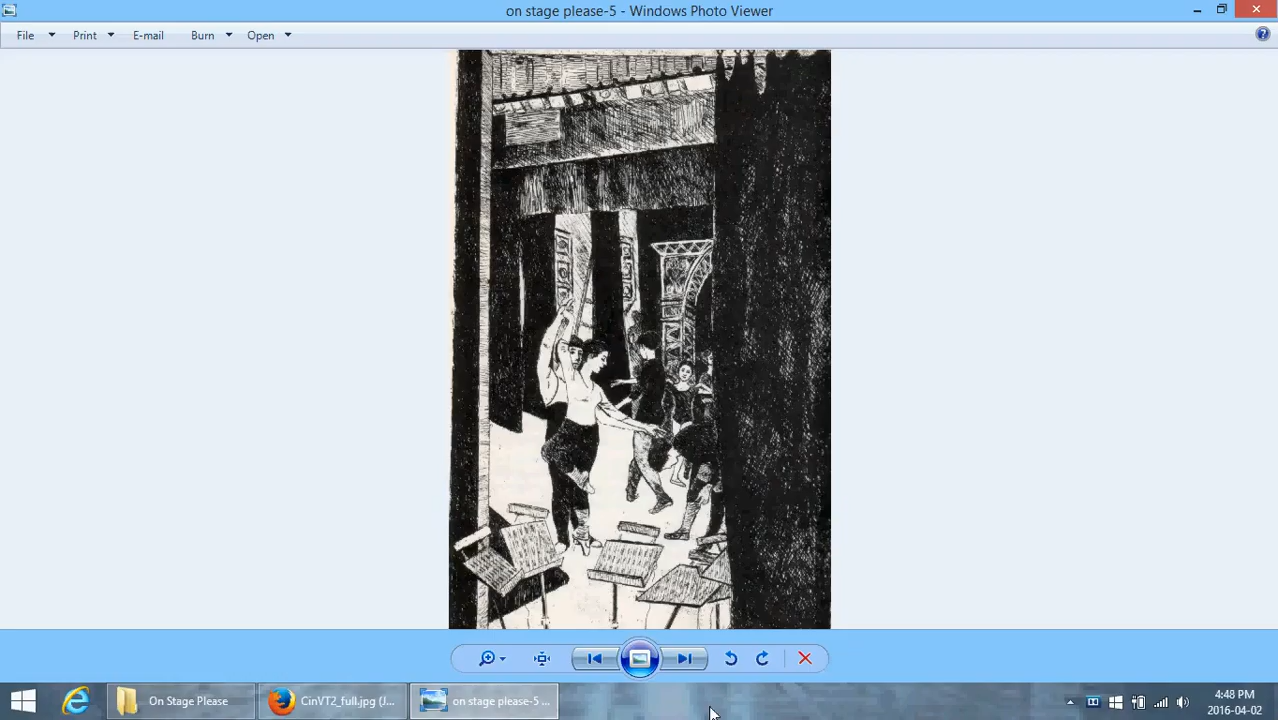 on stage please-5 - Windows Photo Viewer
File Print E-mail Burn Open
On Stage Please CinVT2_full.jpg (J... on stage please-5 ... 4:48 PM
2016-04-02